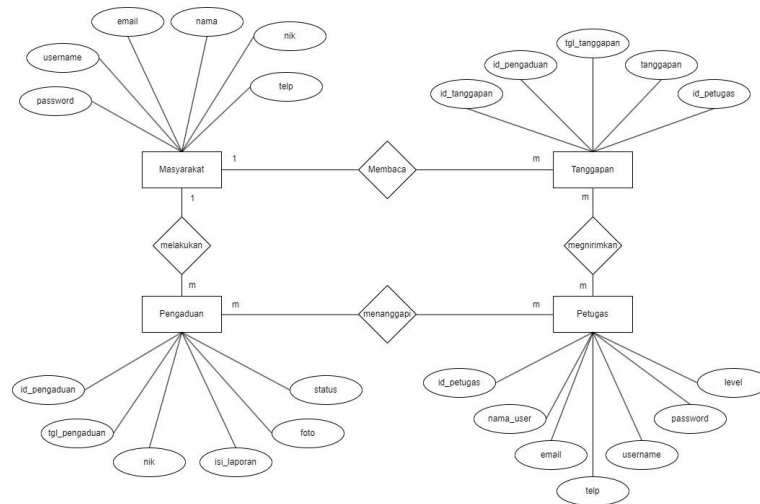 email
nama
nik
username
telp
password
tgl_tanggapan
id_pengaduan
tanggapan
id_tanggapan
id_petugas
Masyarakat
1
Membaca
m
Tanggapan
1
m
melakukan
megnirimkan
m
m
Pengaduan
m
menanggapi
m
Petugas
id_pengaduan
status
tgl_pengaduan
foto
nik
isi_laporan
id_petugas
level
nama_user
password
email
username
telp